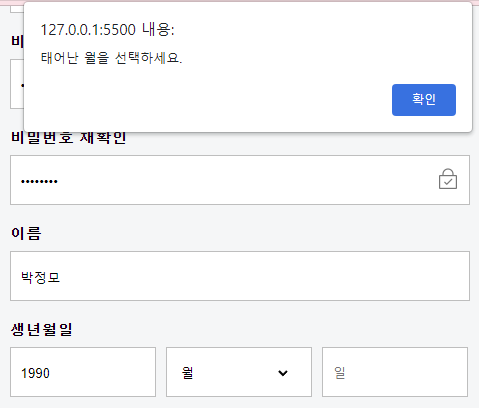 127.0.0.1:5500 내용:
태어난 월을 선택하세요.
확인
비
비밀번호 재확인
••••••••
이름
박정모
생년월일
1990 월 일